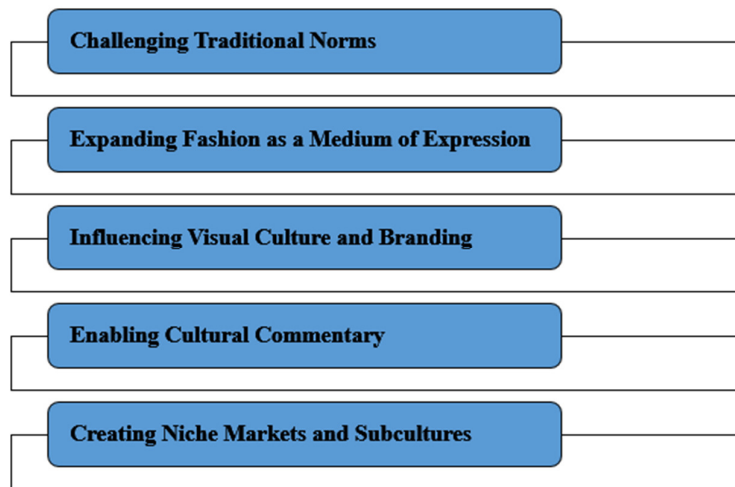 Challenging Traditional Norms
Expanding Fashion as a Medium of Expression
Influencing Visual Culture and Branding
Enabling Cultural Commentary
Creating Niche Markets and Subcultures